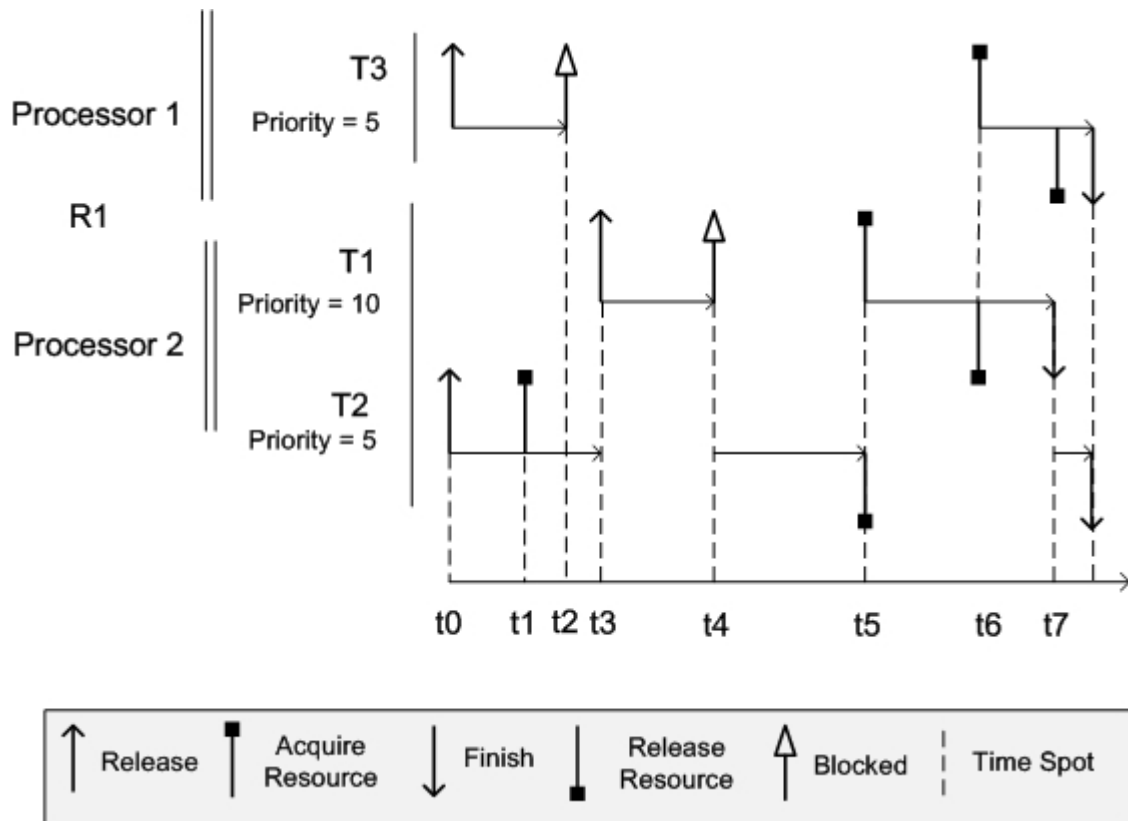 T3
Processor 1
Priority = 5
R1
T1
Priority = 10
Processor 2
T2
Priority = 5
t0 t1 t2 t3 t4 t5 t6 t7
Release
Acquire
Resource
Finish
Release
Resource
Blocked
Time Spot